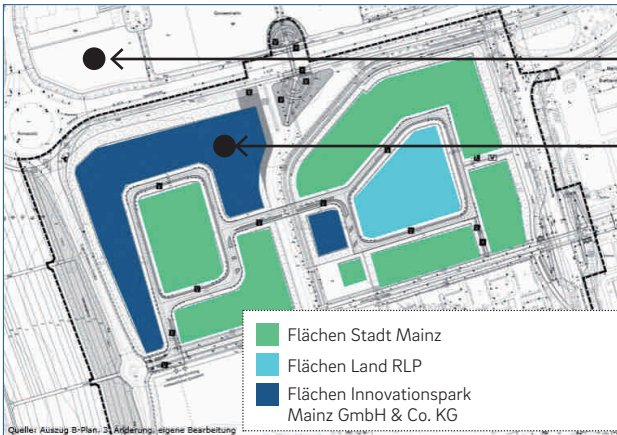 Flächen Stadt Mainz
Flächen Land RLP
Flächen Innovationspark
Mainz GmbH & Co. KG
Quelle: Auszug B-Plan, 3. Änderung, eigene Bearbeitung